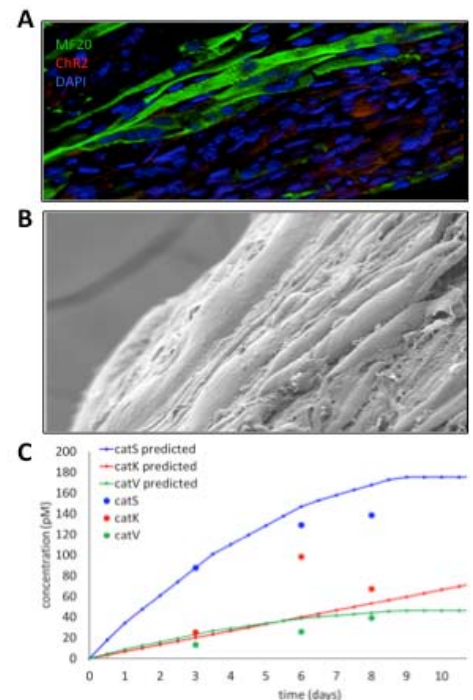 A
MF20
ChR2
DAPI
B
C
200
180
160
140
120
100
80
60
40
20
0
concentration (pM)
catS predicted
catK predicted
catV predicted
catS
catK
catV
0 1 2 3 4 5 6 7 8 9 10
time (days)